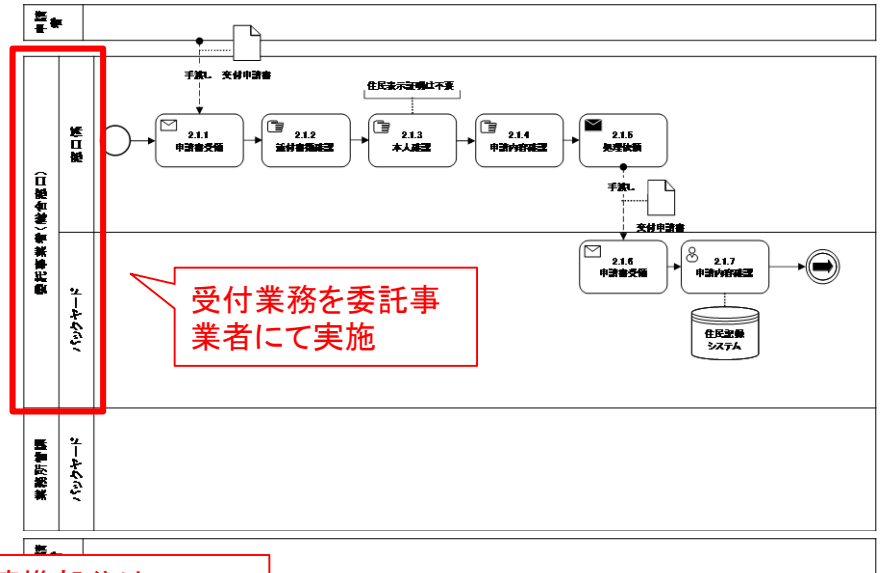 申請者
手渡し 交付申請書
住民表示証明は不要
委託事業者(総合窓口)
窓口係
2.1.1
申請書受領
2.1.2
添付書類確認
2.1.3
本人確認
2.1.4
申請内容確認
2.1.5
処理依頼
手渡し
交付申請書
バックヤード
2.1.6
申請書受領
2.1.7
申請内容確認
住民記録
システム
受付業務を委託事
業者にて実施
業務所管課
バックヤード